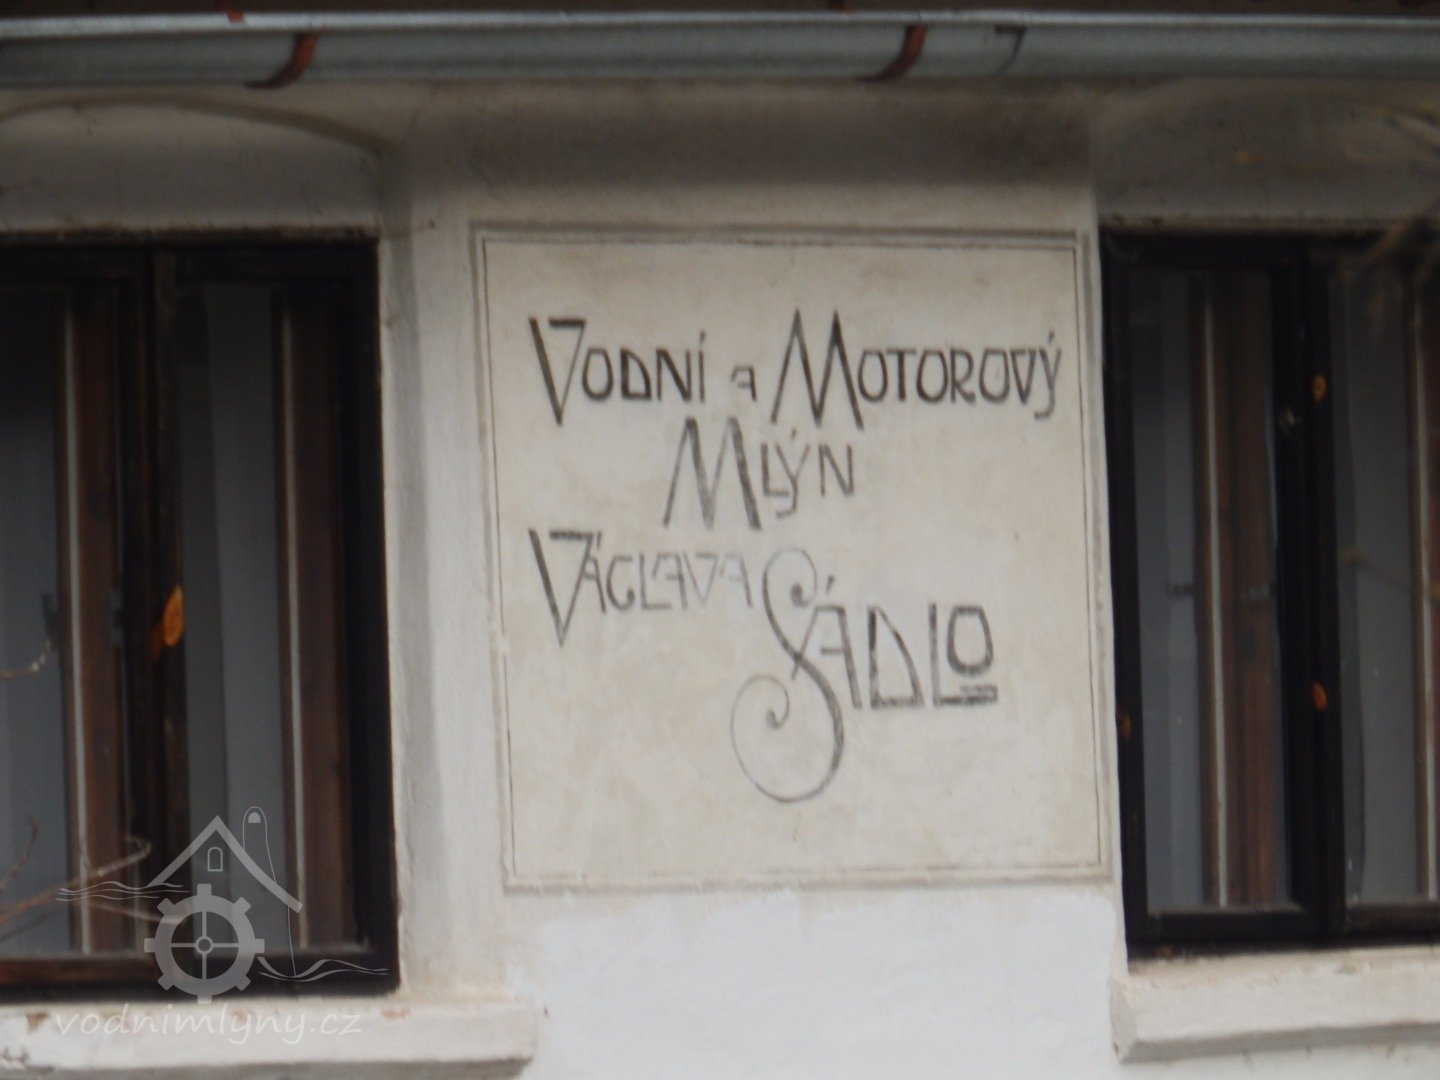 Vodní a Motorový
Mlýn
Václava Sádlo
vodnimlyny.cz